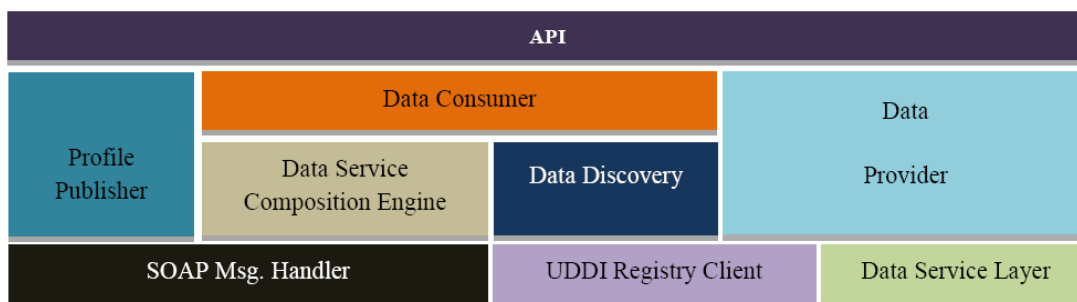 API
Data Consumer
Data
Provider
Profile
Publisher
Data Service
Composition Engine
Data Discovery
SOAP Msg. Handler
UDDI Registry Client
Data Service Layer